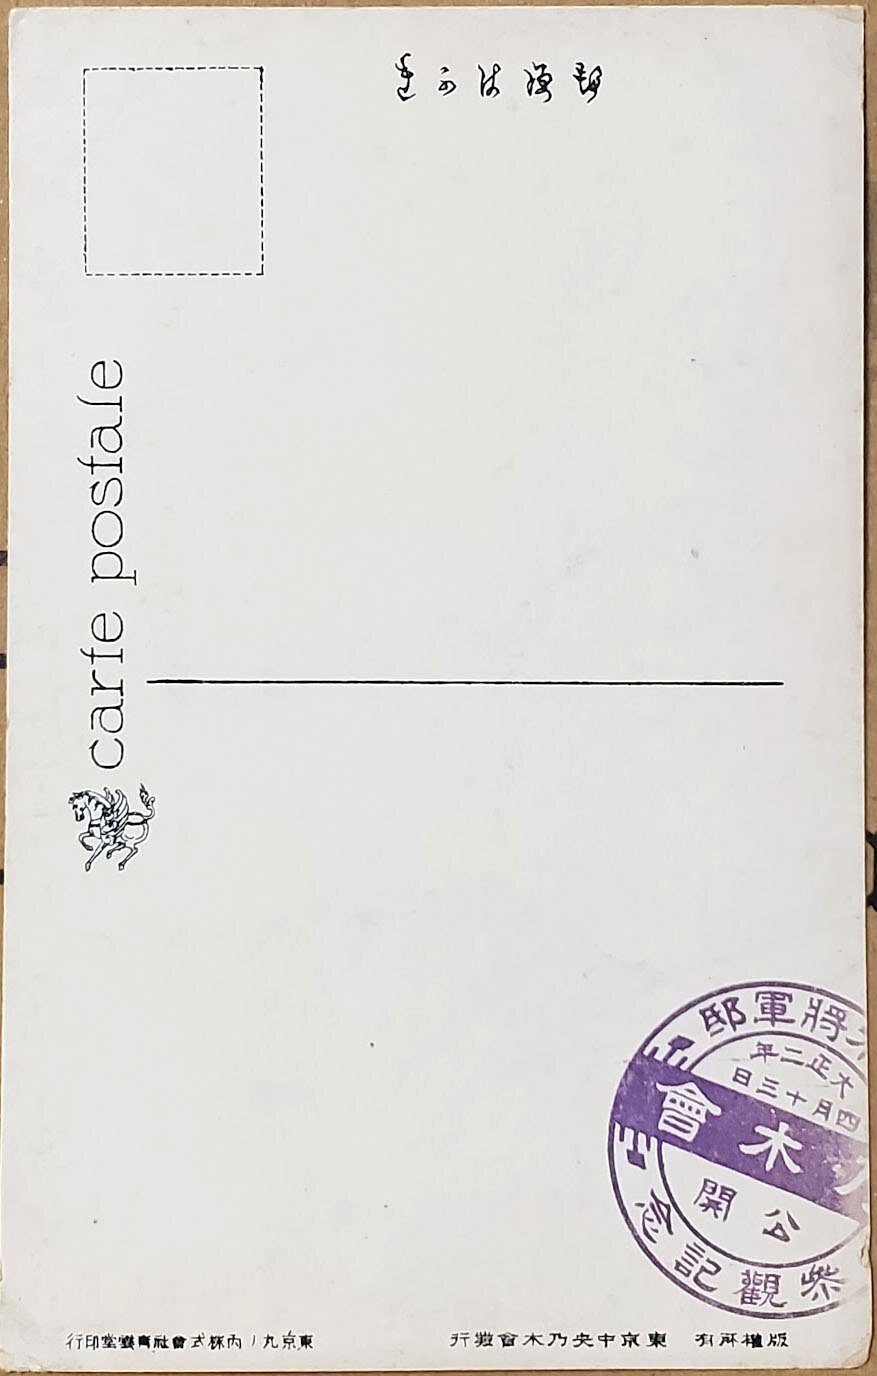 郵便はかき
carte postale
將軍邸
大正二年
四月十三日
乃木會
公開
參觀記念
版權所有 東京中央乃木會發行
東京丸ノ内株式會社青雲堂印行